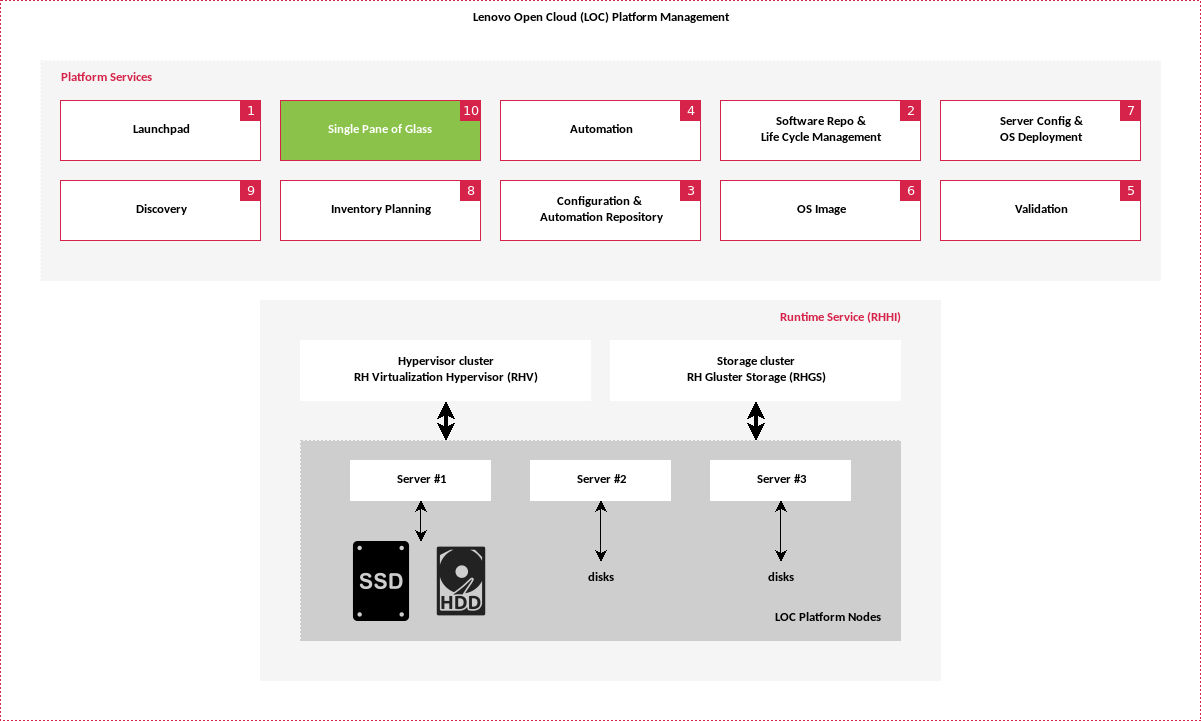 Lenovo Open Cloud (LOC) Platform Management
Platform Services
1
Launchpad
10
Single Pane of Glass
4
Automation
2
Software Repo &
Life Cycle Management
7
Server Config &
OS Deployment
9
Discovery
8
Inventory Planning
3
Configuration &
Automation Repository
6
OS Image
5
Validation
Runtime Service (RHHI)
Hypervisor cluster
RH Virtualization Hypervisor (RHV)
Storage cluster
RH Gluster Storage (RHGS)
Server #1
Server #2
Server #3
SSD
HDD
disks
disks
LOC Platform Nodes